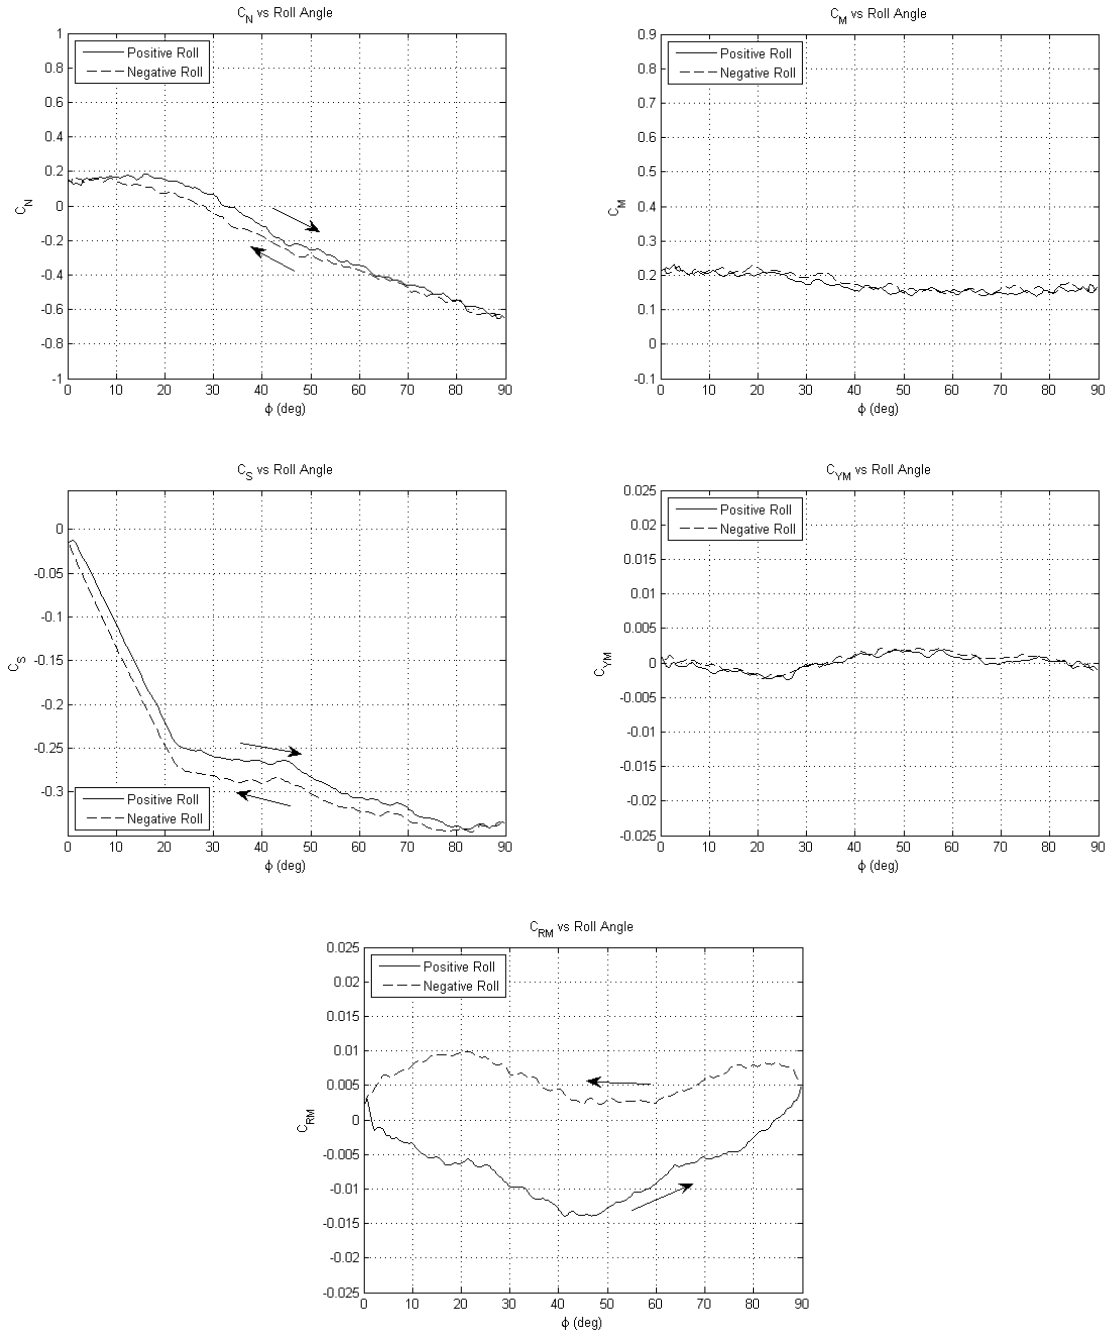 C_N vs Roll Angle
Positive Roll
Negative Roll
1
0.8
0.6
0.4
0.2
0
-0.2
-0.4
-0.6
-0.8
-1
C_N
0 10 20 30 40 50 60 70 80 90
ϕ (deg)
C_M vs Roll Angle
Positive Roll
Negative Roll
0.9
0.8
0.7
0.6
0.5
0.4
0.3
0.2
0.1
0
-0.1
C_M
0 10 20 30 40 50 60 70 80 90
ϕ (deg)
C_S vs Roll Angle
0
-0.05
-0.1
-0.15
-0.2
-0.25
-0.3
C_S
Positive Roll
Negative Roll
0 10 20 30 40 50 60 70 80 90
ϕ (deg)
C_YM vs Roll Angle
Positive Roll
Negative Roll
0.025
0.02
0.015
0.01
0.005
0
-0.005
-0.01
-0.015
-0.02
-0.025
C_YM
0 10 20 30 40 50 60 70 80 90
ϕ (deg)
C_RM vs Roll Angle
Positive Roll
Negative Roll
0.025
0.02
0.015
0.01
0.005
0
-0.005
-0.01
-0.015
-0.02
-0.025
C_RM
0 10 20 30 40 50 60 70 80 90
ϕ (deg)